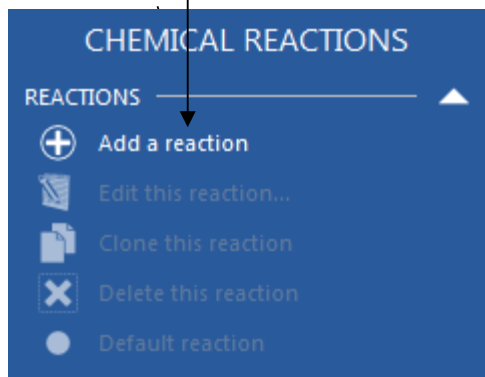 CHEMICAL REACTIONS
REACTIONS
Add a reaction
Edit this reaction...
Clone this reaction
Delete this reaction
Default reaction